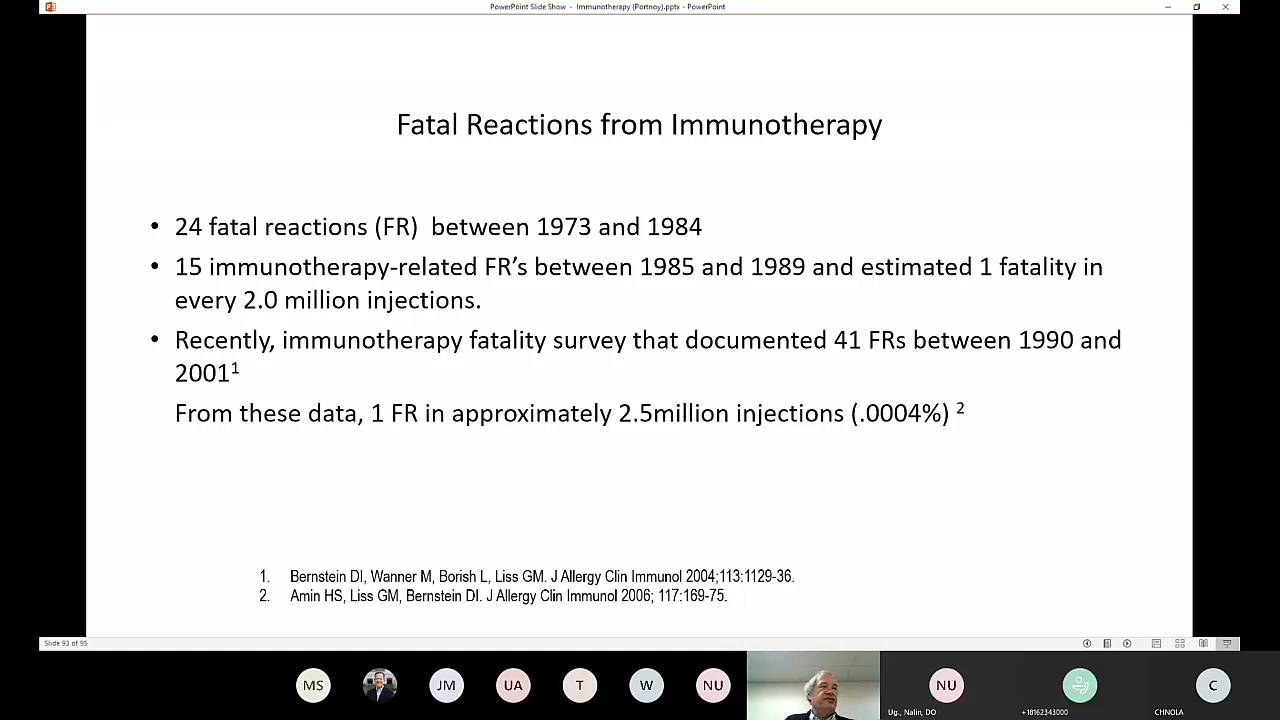 PowerPoint Slide Show - Immunotherapy (Portnoy).pptx - PowerPoint
Fatal Reactions from Immunotherapy
• 24 fatal reactions (FR)  between 1973 and 1984
• 15 immunotherapy-related FR’s between 1985 and 1989 and estimated 1 fatality in
every 2.0 million injections.
• Recently, immunotherapy fatality survey that documented 41 FRs between 1990 and
2001¹
From these data, 1 FR in approximately 2.5million injections (.0004%) ²
1. Bernstein DI, Wanner M, Borish L, Liss GM. J Allergy Clin Immunol 2004;113:1129-36.
2. Amin HS, Liss GM, Bernstein DI. J Allergy Clin Immunol 2006; 117:169-75.
Slide 93 of 95
MS JM UA T W NU NU C
Ug., Nalin, DO +18162343000 CHNOLA